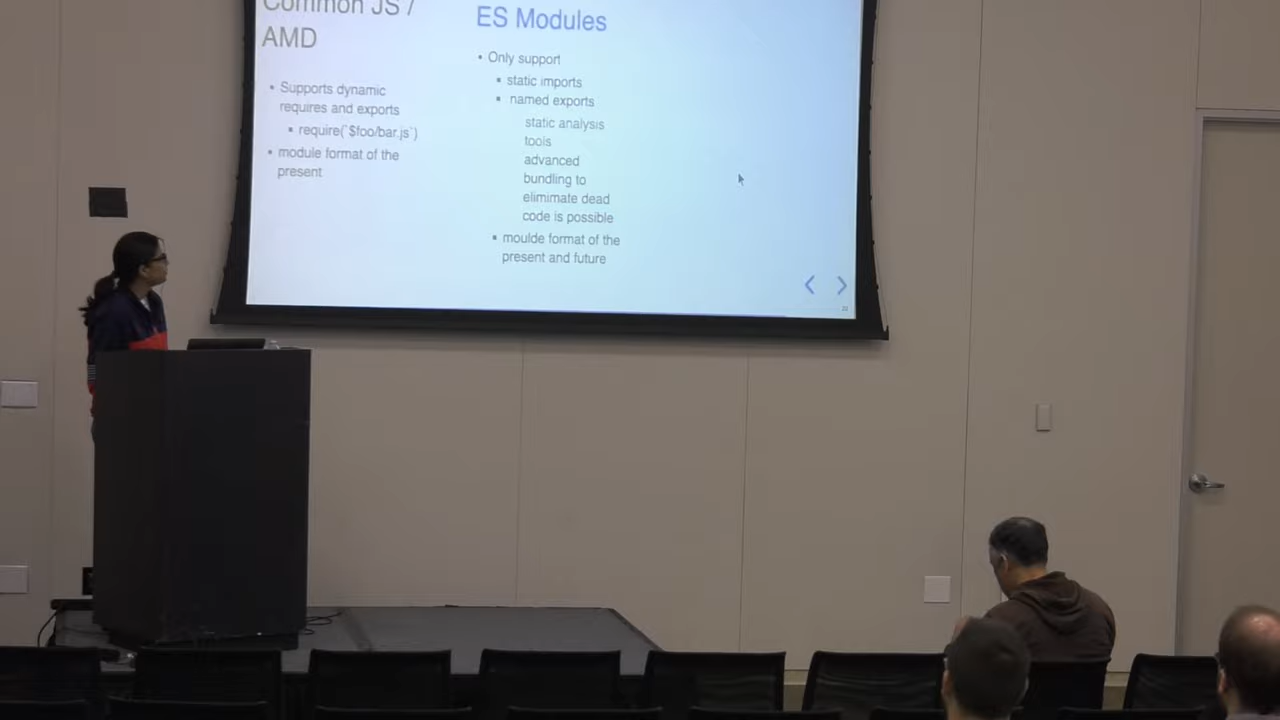 Common JS /
AMD
Supports dynamic
requires and exports
require(`$foo/bar.js`)
module format of the
present
ES Modules
Only support
static imports
named exports
static analysis
tools
advanced
bundling to
elimimate dead
code is possible
moulde format of the
present and future